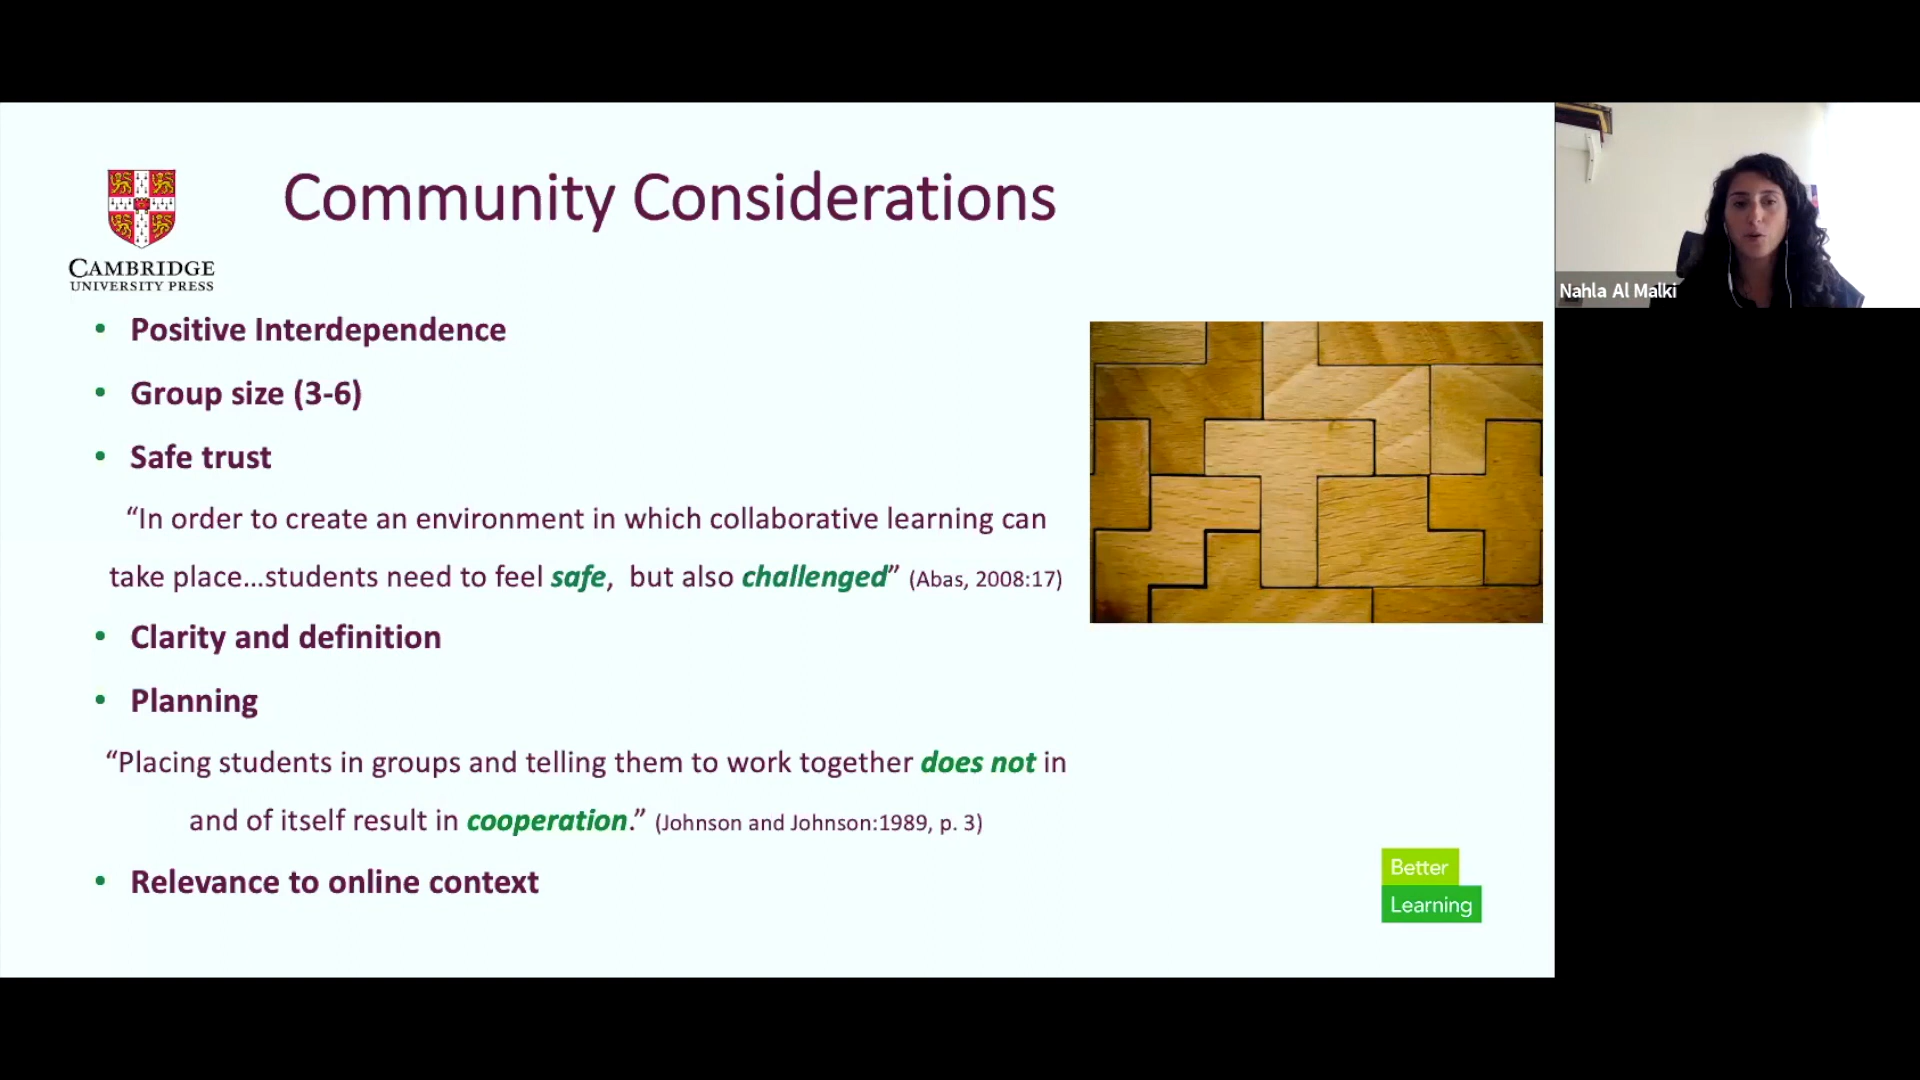 Community Considerations
CAMBRIDGE
UNIVERSITY PRESS
Nahla Al Malki
• Positive Interdependence
• Group size (3-6)
• Safe trust
“In order to create an environment in which collaborative learning can
take place...students need to feel safe, but also challenged” (Abas, 2008:17)
• Clarity and definition
• Planning
“Placing students in groups and telling them to work together does not in
and of itself result in cooperation.” (Johnson and Johnson:1989, p. 3)
• Relevance to online context
Better
Learning